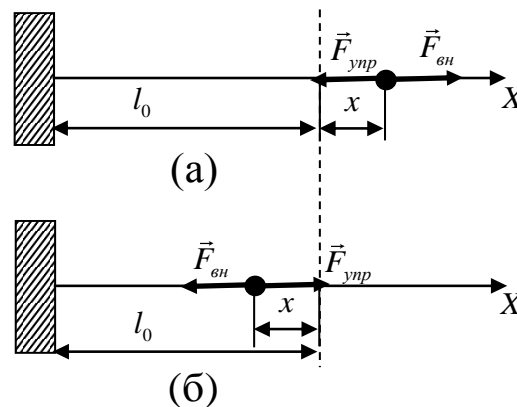 F⃗упр F⃗вн
l₀ x X
(а)
F⃗вн F⃗упр
x X
l₀
(б)